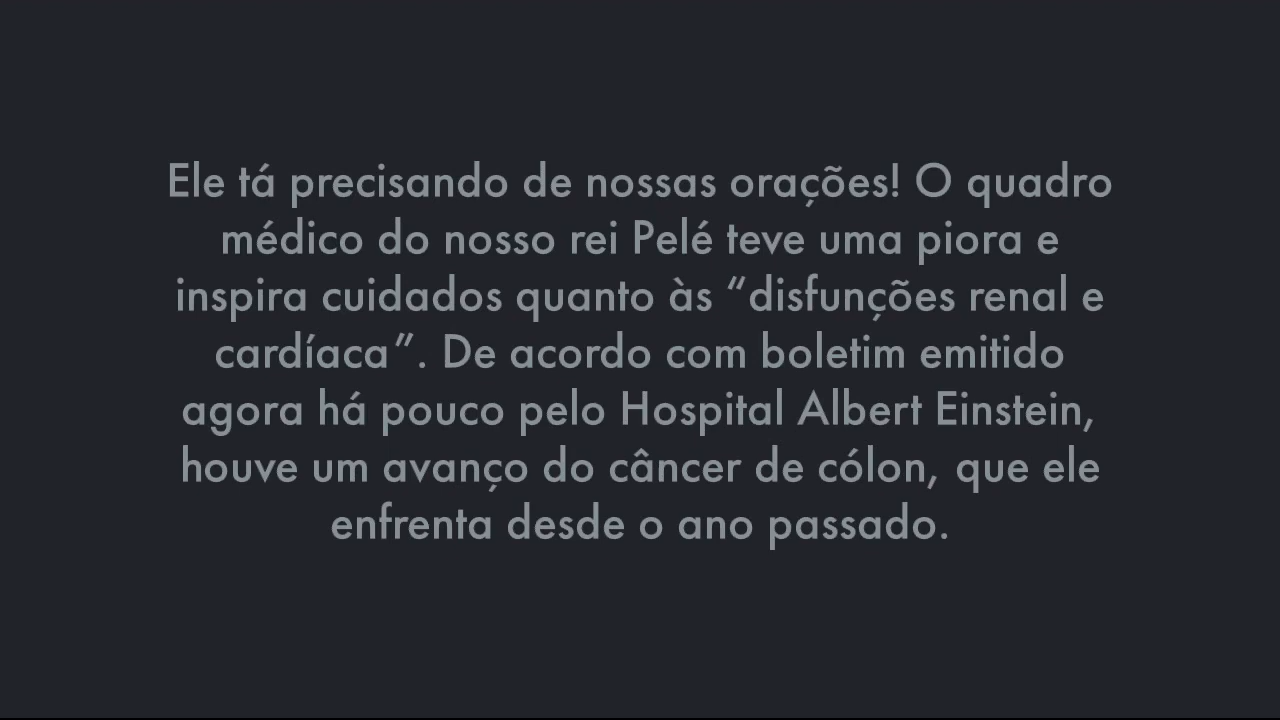 Ele tá precisando de nossas orações! O quadro
médico do nosso rei Pelé teve uma piora e
inspira cuidados quanto às “disfunções renal e
cardíaca”. De acordo com boletim emitido
agora há pouco pelo Hospital Albert Einstein,
houve um avanço do câncer de cólon, que ele
enfrenta desde o ano passado.